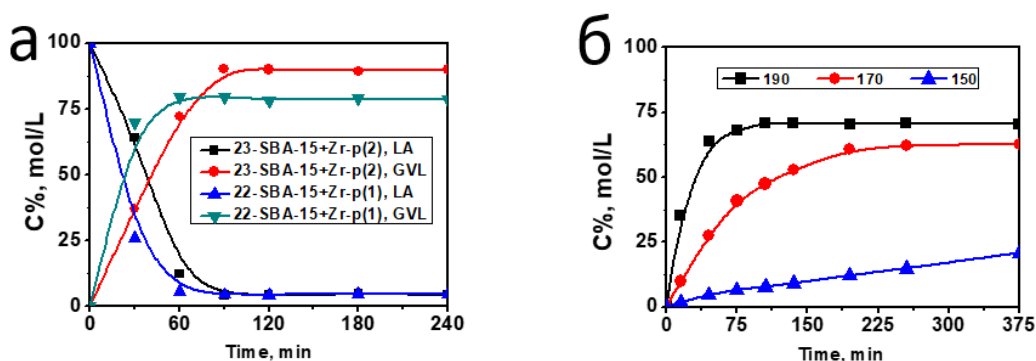 а
C%, mol/L
100
75
50
25
0
23-SBA-15+Zr-p(2), LA
23-SBA-15+Zr-p(2), GVL
22-SBA-15+Zr-p(1), LA
22-SBA-15+Zr-p(1), GVL
0 60 120 180 240
Time, min
б
C%, mol/L
100
75
50
25
0
190 170 150
0 75 150 225 300 375
Time, min